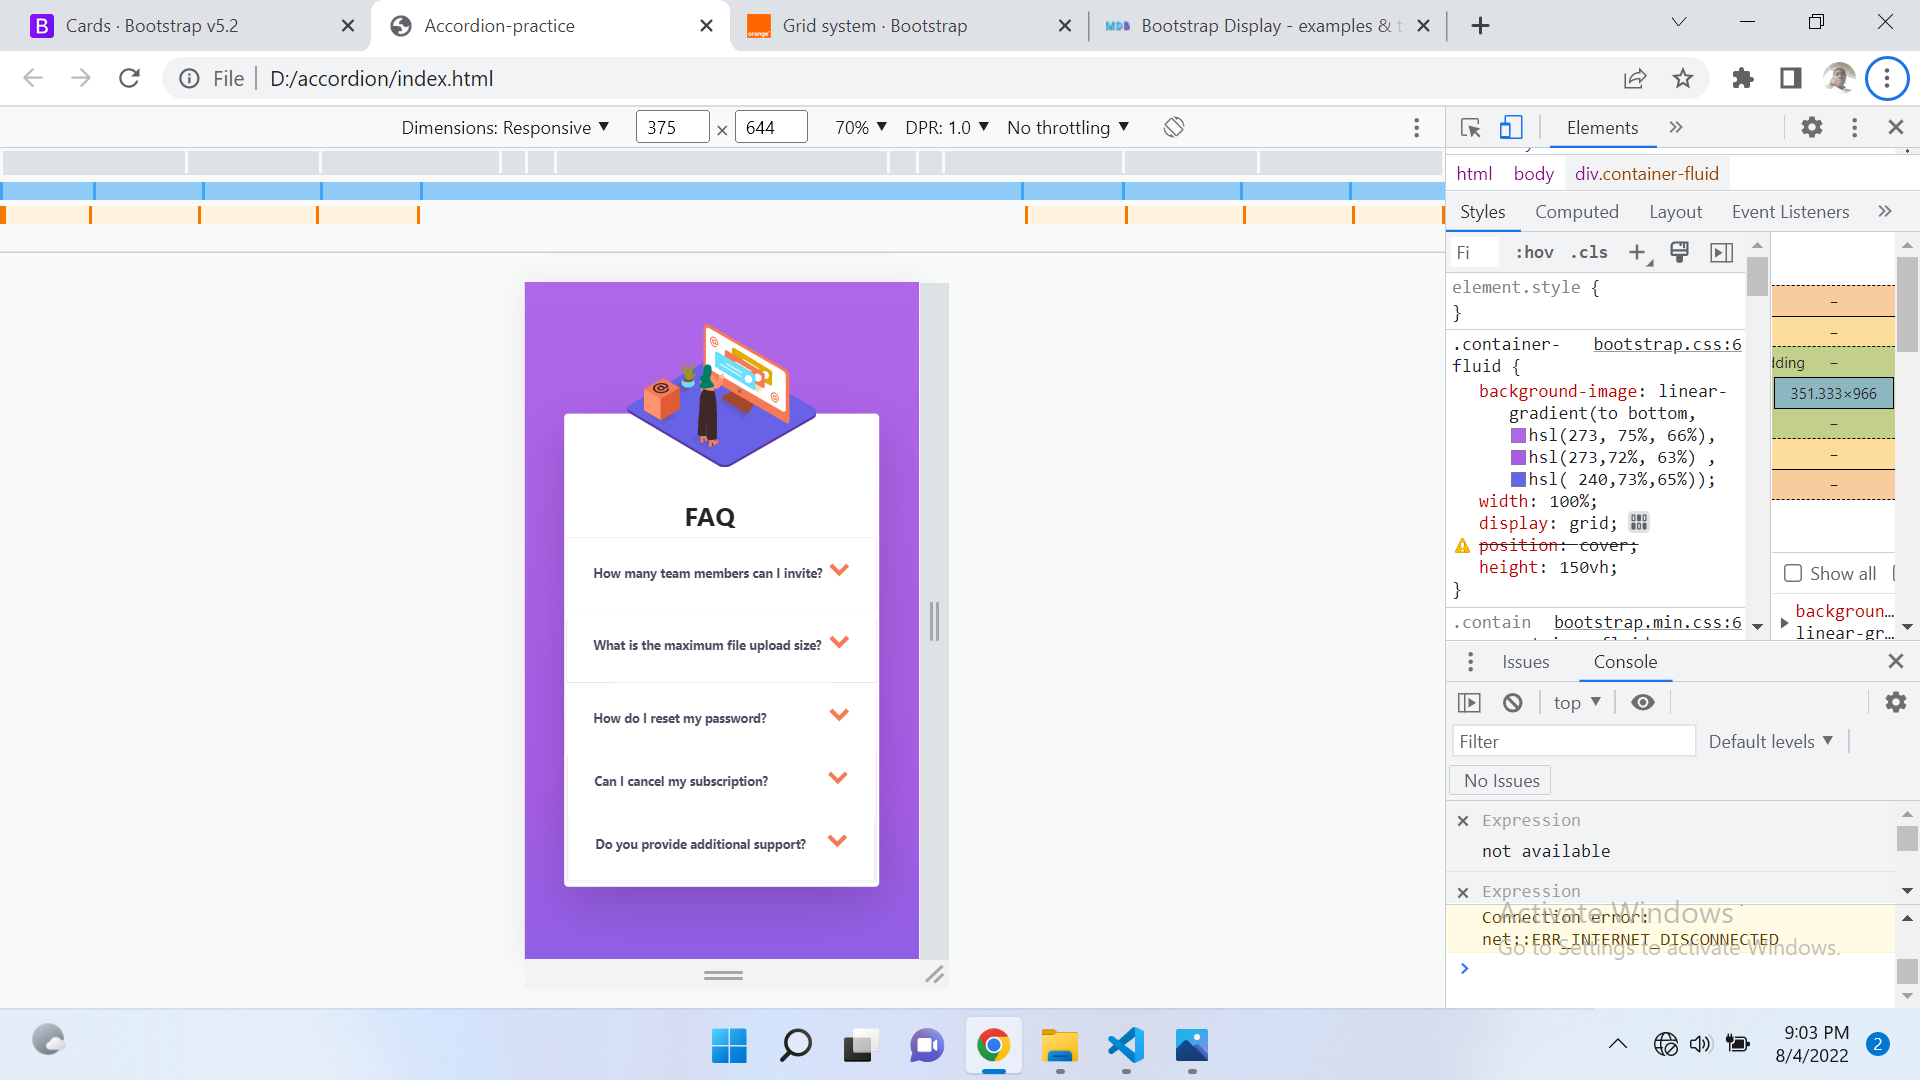 Cards · Bootstrap v5.2
Accordion-practice
Grid system · Bootstrap
Bootstrap Display - examples & t
File
D:/accordion/index.html
Dimensions: Responsive
375 × 644
70%
DPR: 1.0
No throttling
Elements
html body div.container-fluid
Styles Computed Layout Event Listeners
Fi :hov .cls
element.style {
}
.container-fluid { bootstrap.css:6
background-image: linear-
gradient(to bottom,
hsl(273, 75%, 66%),
hsl(273,72%, 63%) ,
hsl( 240,73%,65%));
width: 100%;
display: grid;
position: cover;
height: 150vh;
}
.contain bootstrap.min.css:6
–
–
dding –
351.333×966
–
–
–
Show all
backgroun…
linear-gr…
FAQ
How many team members can I invite?
What is the maximum file upload size?
How do I reset my password?
Can I cancel my subscription?
Do you provide additional support?
Issues Console
top
Filter
Default levels
No Issues
Expression
not available
Expression
Connection error:
net::ERR_INTERNET_DISCONNECTED
Activate Windows
Go to Settings to activate Windows.
9:03 PM
8/4/2022
2